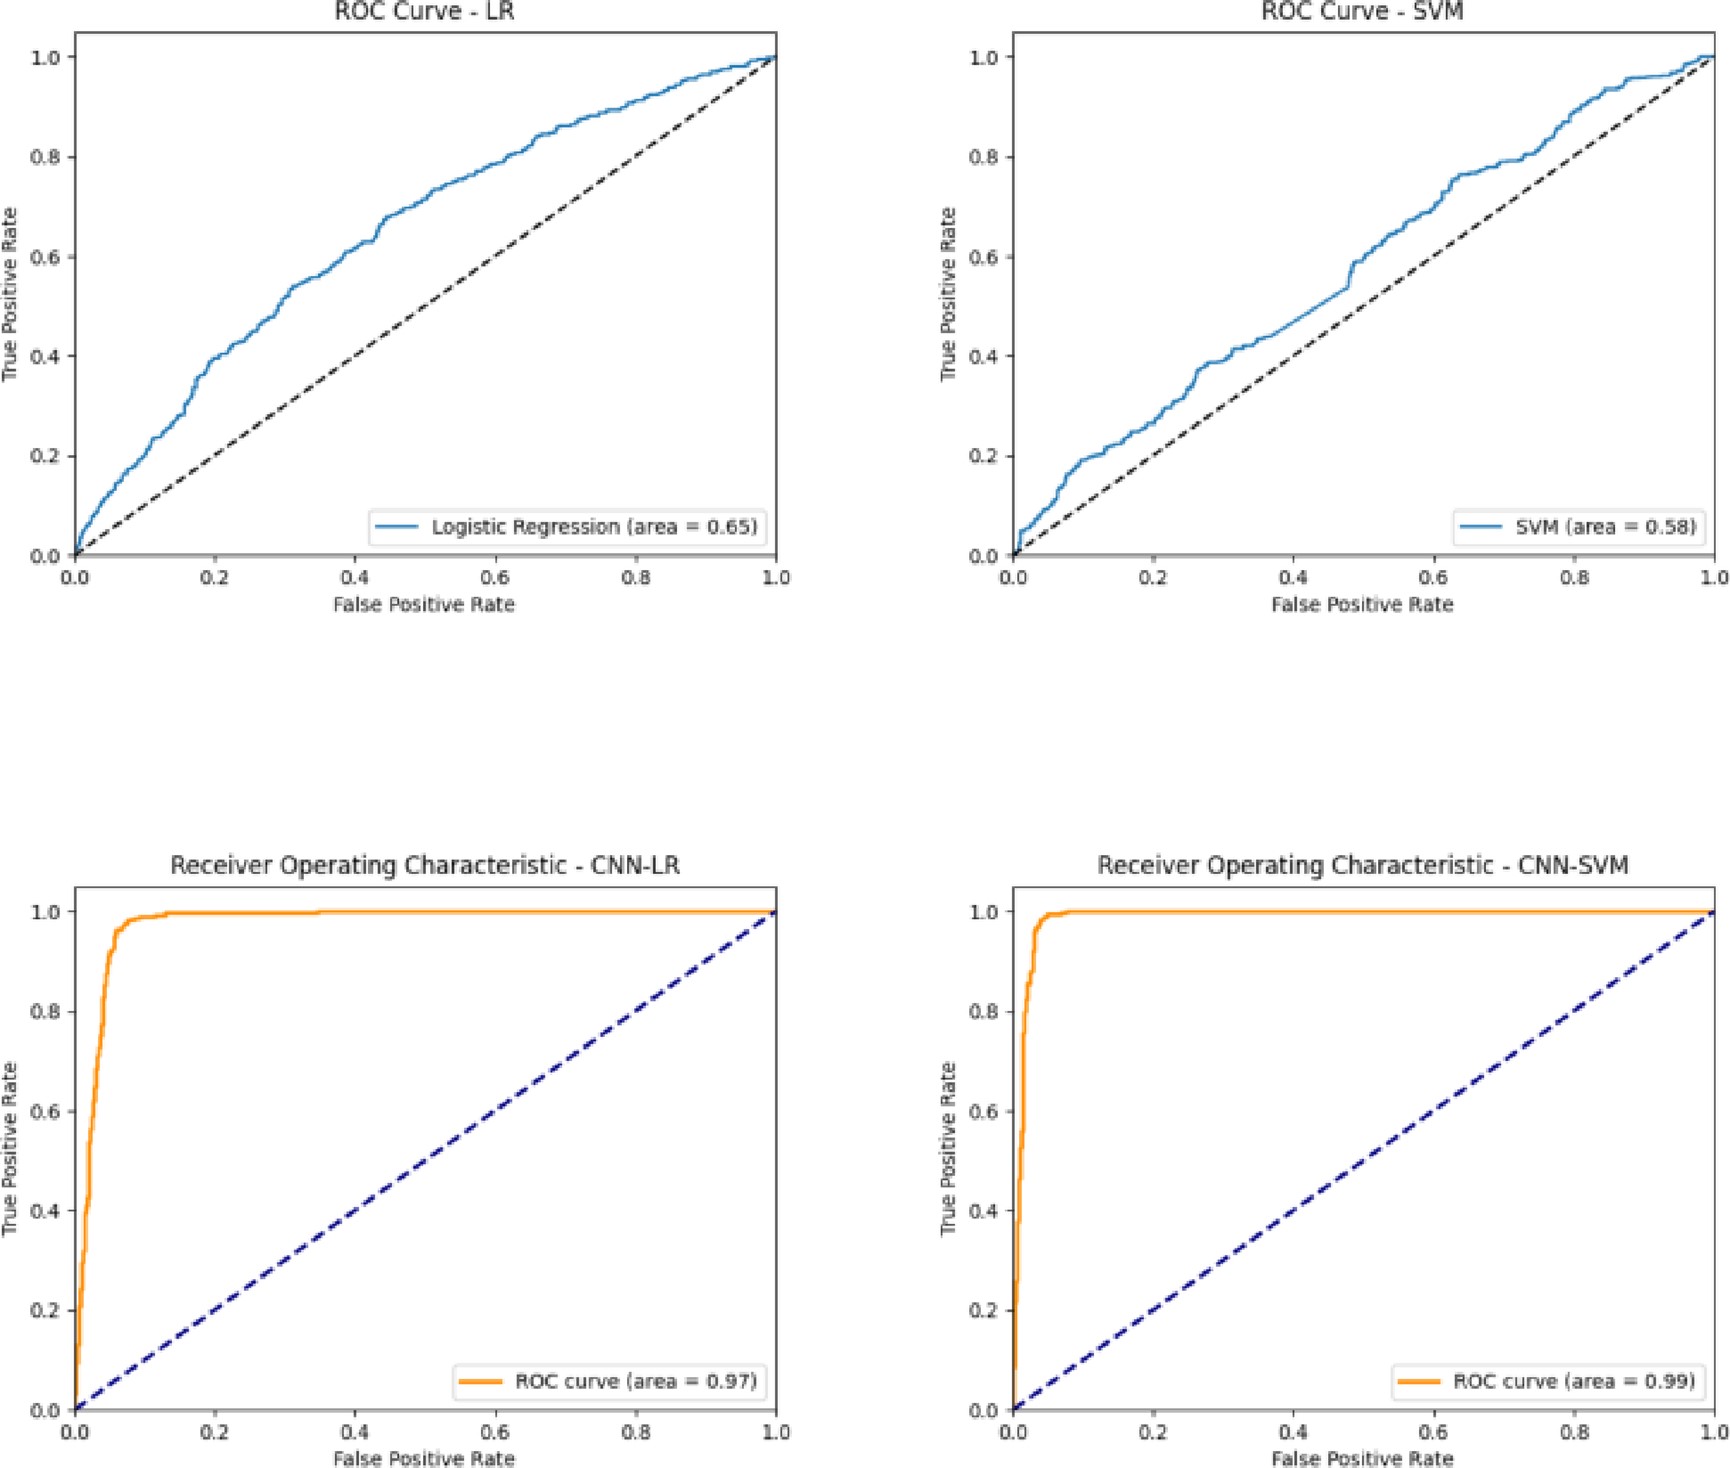 ROC Curve - LR
1.0
0.8
0.6
0.4
0.2
0.0
True Positive Rate
Logistic Regression (area = 0.65)
0.0 0.2 0.4 0.6 0.8 1.0
False Positive Rate
ROC Curve - SVM
1.0
0.8
0.6
0.4
0.2
0.0
True Positive Rate
SVM (area = 0.58)
0.0 0.2 0.4 0.6 0.8 1.0
False Positive Rate
Receiver Operating Characteristic - CNN-LR
1.0
0.8
0.6
0.4
0.2
0.0
True Positive Rate
ROC curve (area = 0.97)
0.0 0.2 0.4 0.6 0.8 1.0
False Positive Rate
Receiver Operating Characteristic - CNN-SVM
1.0
0.8
0.6
0.4
0.2
0.0
True Positive Rate
ROC curve (area = 0.99)
0.0 0.2 0.4 0.6 0.8 1.0
False Positive Rate